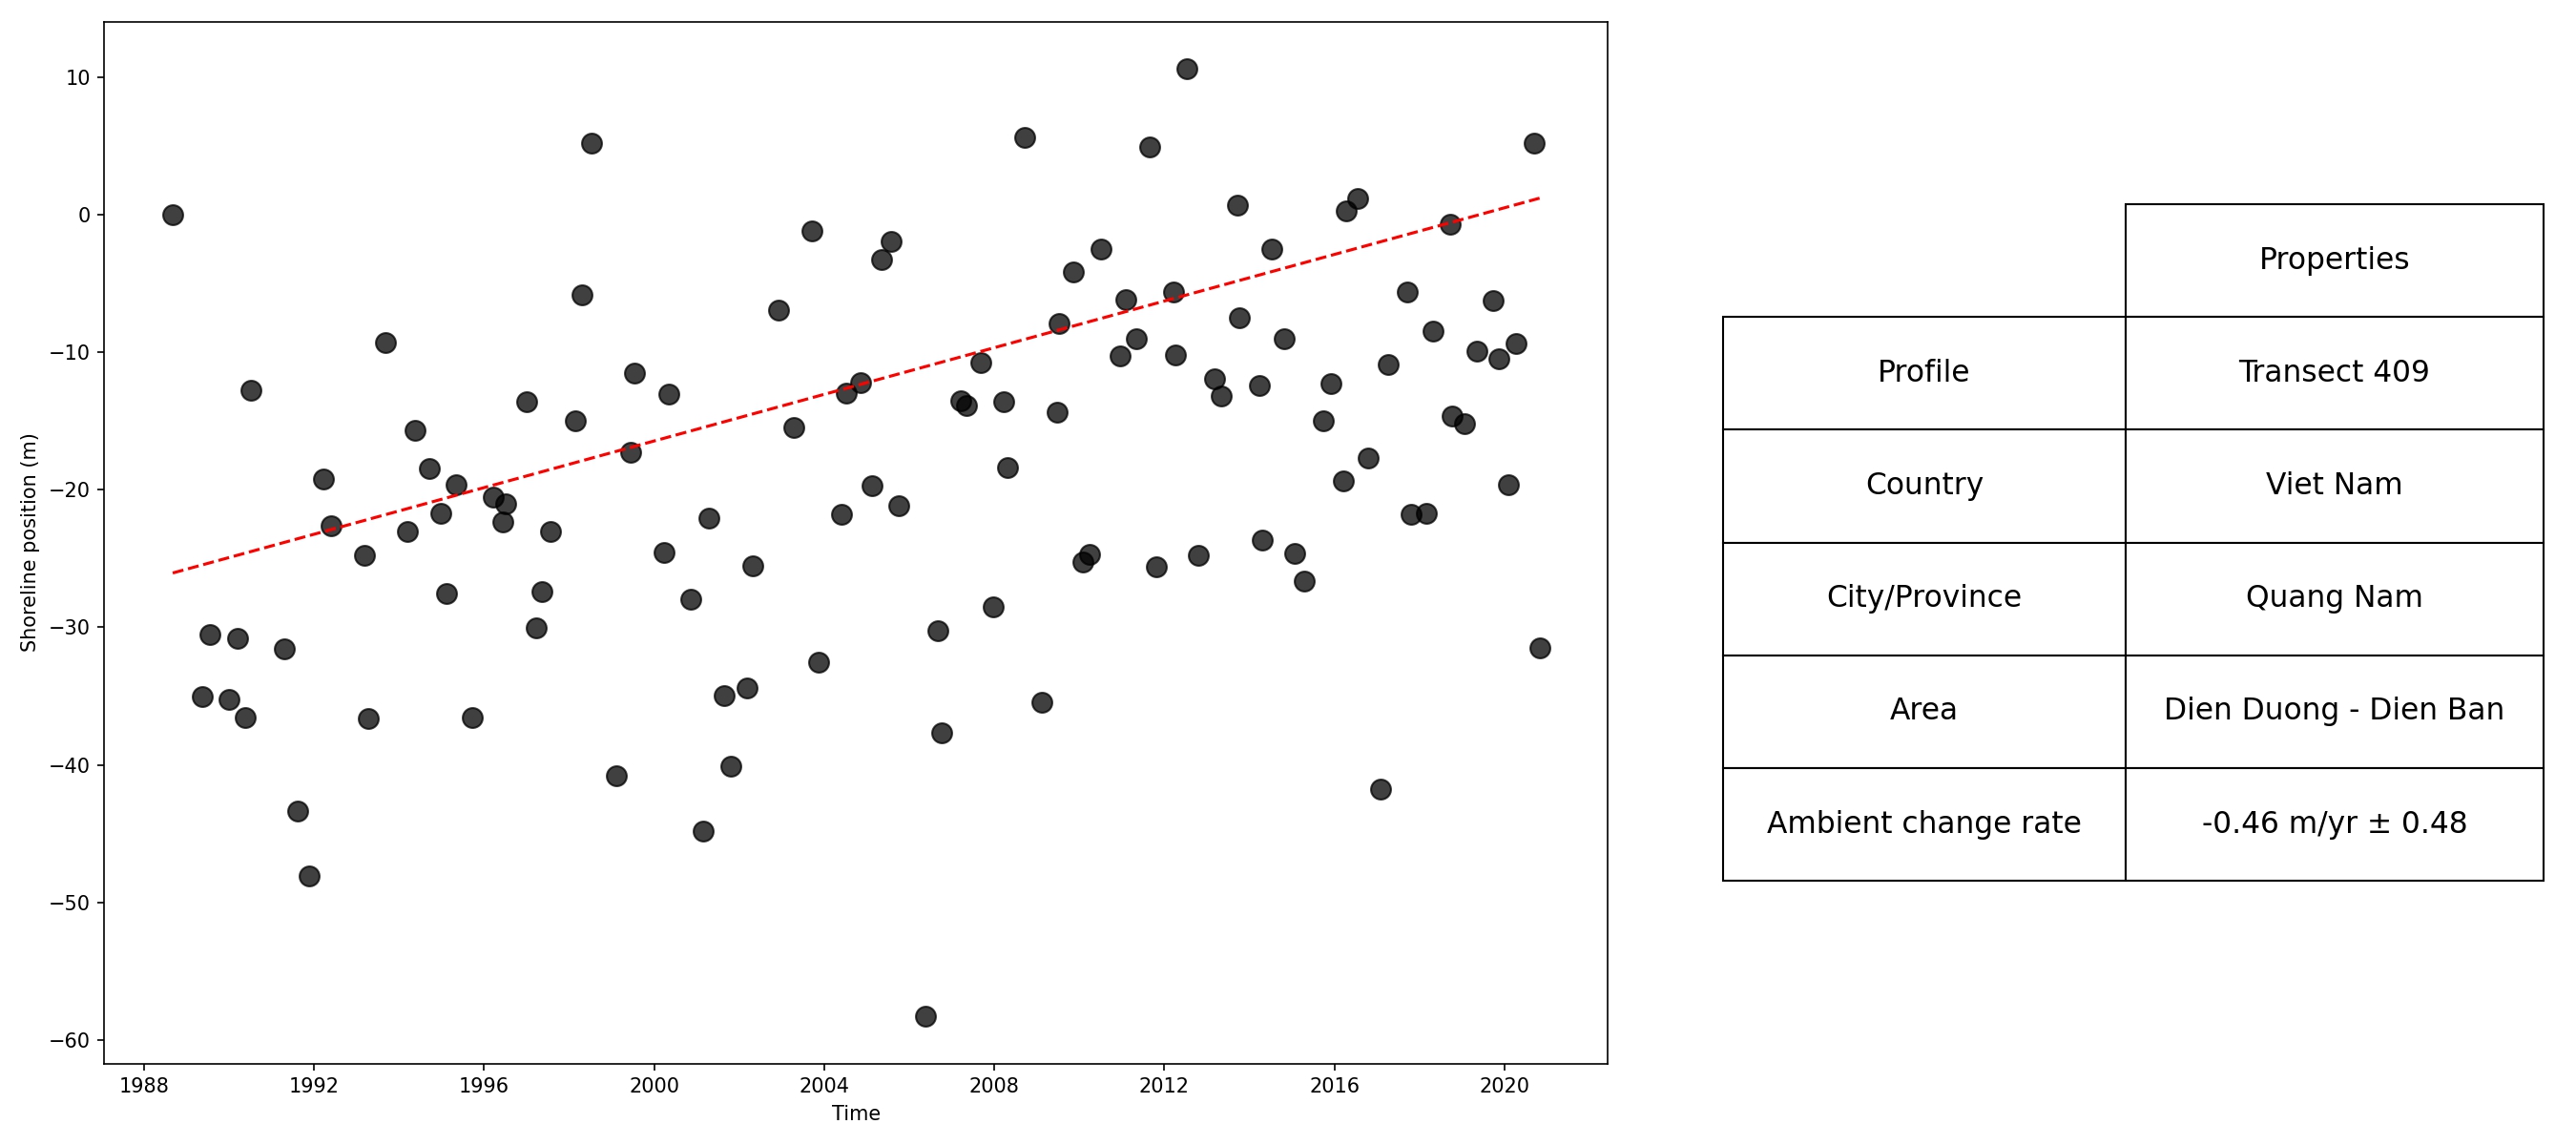 10
0
−10
−20
−30
−40
−50
−60
Shoreline position (m)
1988 1992 1996 2000 2004 2008 2012 2016 2020
Time
Properties
Profile Transect 409
Country Viet Nam
City/Province Quang Nam
Area Dien Duong - Dien Ban
Ambient change rate -0.46 m/yr ± 0.48